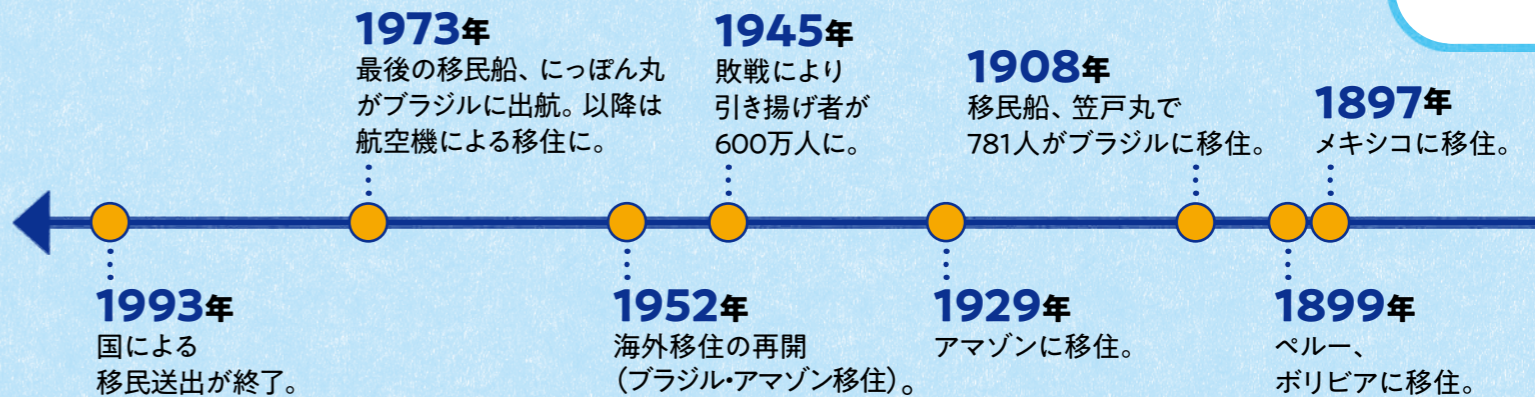 1897年
メキシコに移住。
1899年
ペルー、
ボリビアに移住。
1908年
移民船、笠戸丸で
781人がブラジルに移住。
1929年
アマゾンに移住。
1945年
敗戦により
引き揚げ者が
600万人に。
1952年
海外移住の再開
（ブラジル・アマゾン移住）。
1973年
最後の移民船、にっぽん丸
がブラジルに出航。以降は
航空機による移住に。
1993年
国による
移民送出が終了。